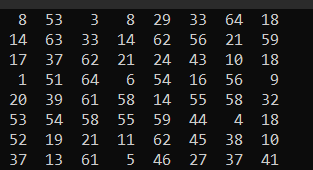 8 53 3 8 29 33 64 18
14 63 33 14 62 56 21 59
17 37 62 21 24 43 10 18
1 51 64 6 54 16 56 9
20 39 61 58 14 55 58 32
53 54 58 55 59 44 4 18
52 19 21 11 62 45 38 10
37 13 61 5 46 27 37 41